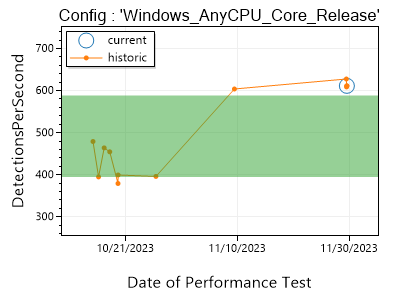 Config : 'Windows_AnyCPU_Core_Release'
current
historic
DetectionsPerSecond
700
600
500
400
300
10/21/2023
11/10/2023
11/30/2023
Date of Performance Test